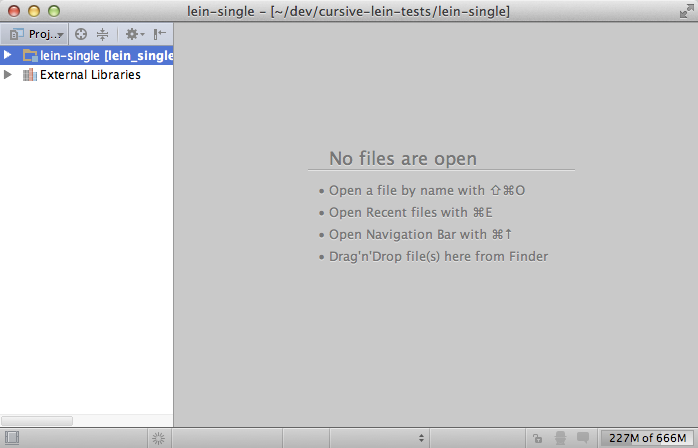 lein-single – [~/dev/cursive-lein-tests/lein-single]
Proj...
lein-single [lein_single
External Libraries
No files are open
• Open a file by name with ⇧⌘O
• Open Recent files with ⌘E
• Open Navigation Bar with ⌘↑
• Drag'n'Drop file(s) here from Finder
227M of 666M